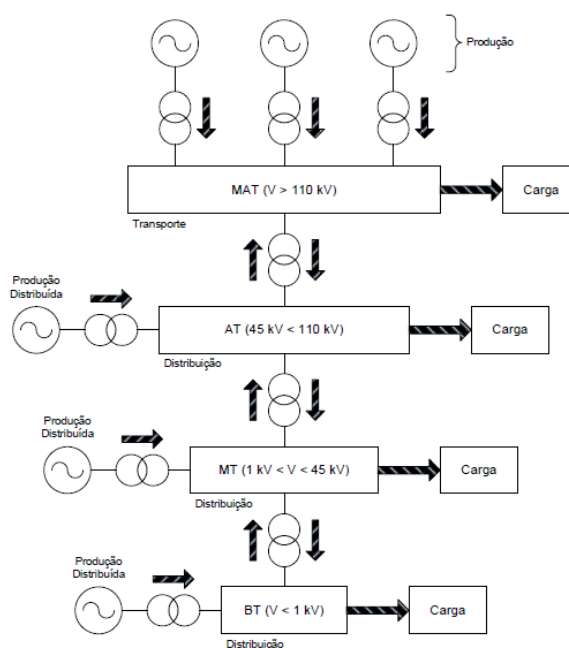 Produção
MAT (V > 110 kV)
Carga
Transporte
Produção
Distribuída
AT (45 kV < 110 kV)
Carga
Distribuição
Produção
Distribuída
MT (1 kV < V < 45 kV)
Carga
Distribuição
Produção
Distribuída
BT (V < 1 kV)
Carga
Distribuição